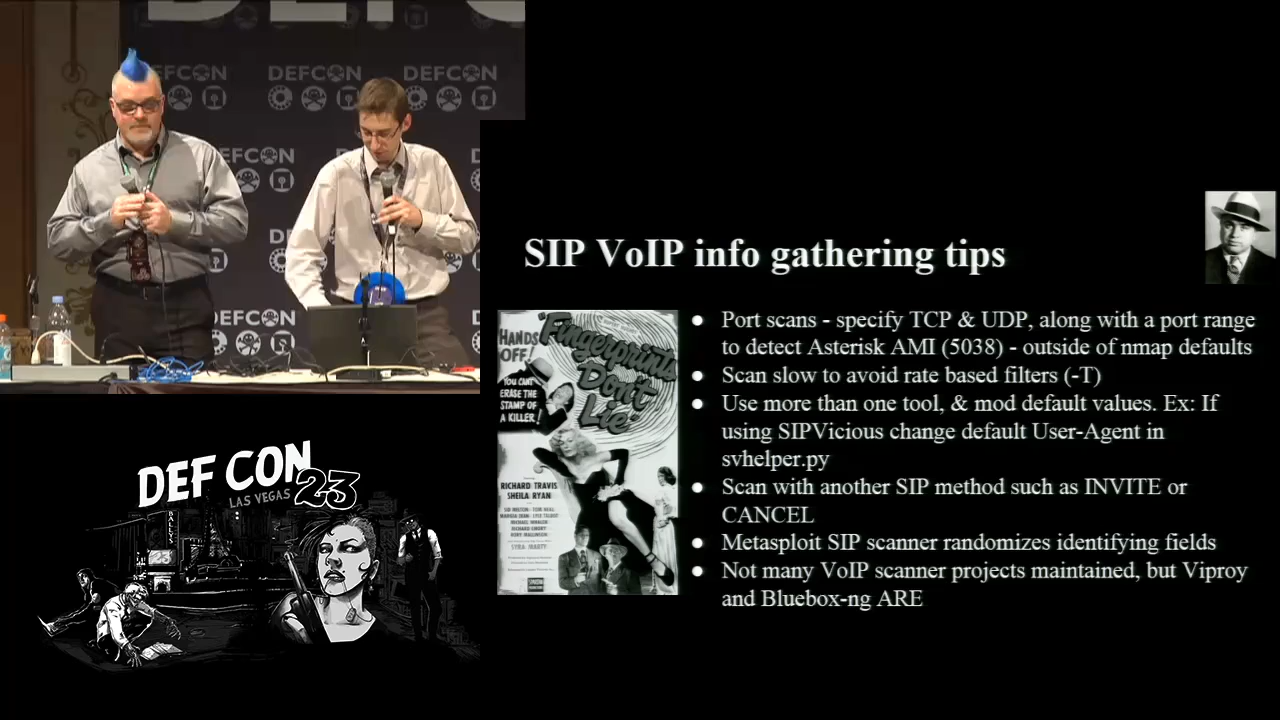 DEFCON
DEFCON
DEFCON
DEFCON
DEFCON
SIP VoIP info gathering tips
HANDS
OFF!
"Fingerprints
Don't
Lie"
YOU CAN'T
ERASE THE
STAMP OF
A KILLER!
RICHARD TRAVIS
SHEILA RYAN
● Port scans - specify TCP & UDP, along with a port range
to detect Asterisk AMI (5038) - outside of nmap defaults
● Scan slow to avoid rate based filters (-T)
● Use more than one tool, & mod default values. Ex: If
using SIPVicious change default User-Agent in
svhelper.py
● Scan with another SIP method such as INVITE or
CANCEL
● Metasploit SIP scanner randomizes identifying fields
● Not many VoIP scanner projects maintained, but Viproy
and Bluebox-ng ARE
DEF CON
LAS VEGAS 23